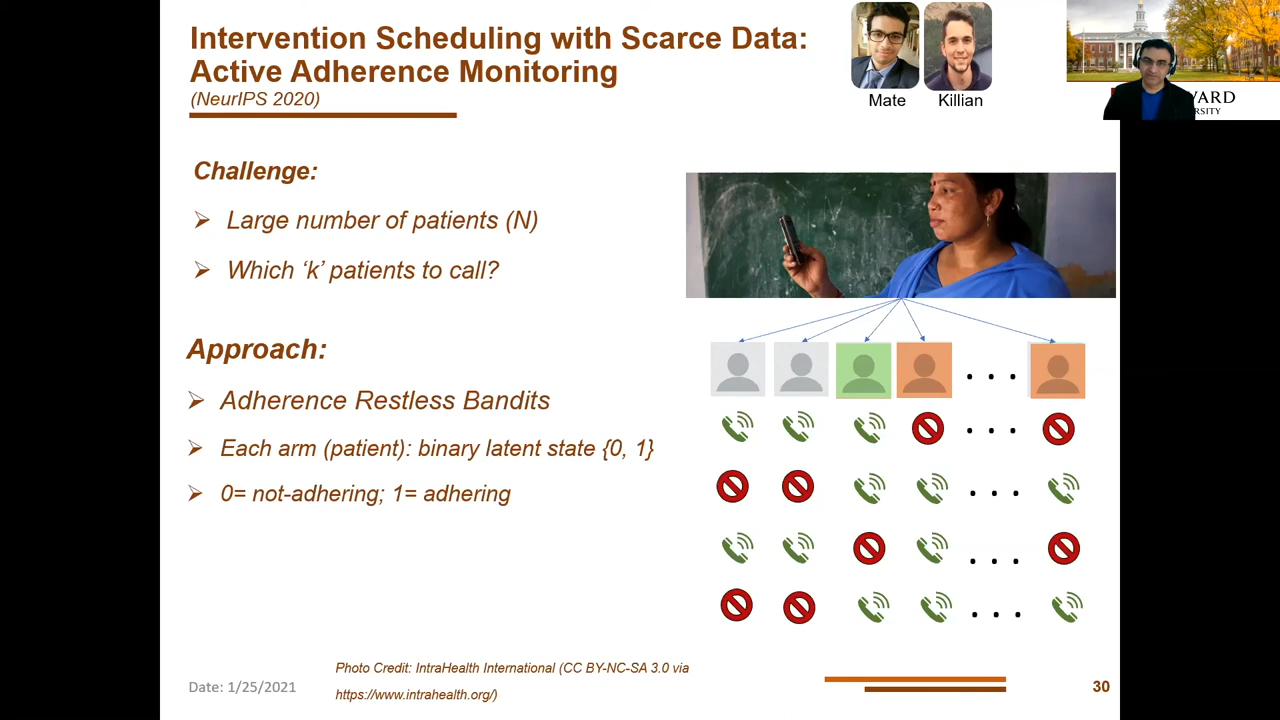 Intervention Scheduling with Scarce Data:
Active Adherence Monitoring
(NeurIPS 2020)
Mate
Killian
VARD
RSITY
Challenge:
Large number of patients (N)
Which ‘k’ patients to call?
Approach:
Adherence Restless Bandits
Each arm (patient): binary latent state {0, 1}
0= not-adhering; 1= adhering
Photo Credit: IntraHealth International (CC BY-NC-SA 3.0 via
https://www.intrahealth.org/)
Date: 1/25/2021
30